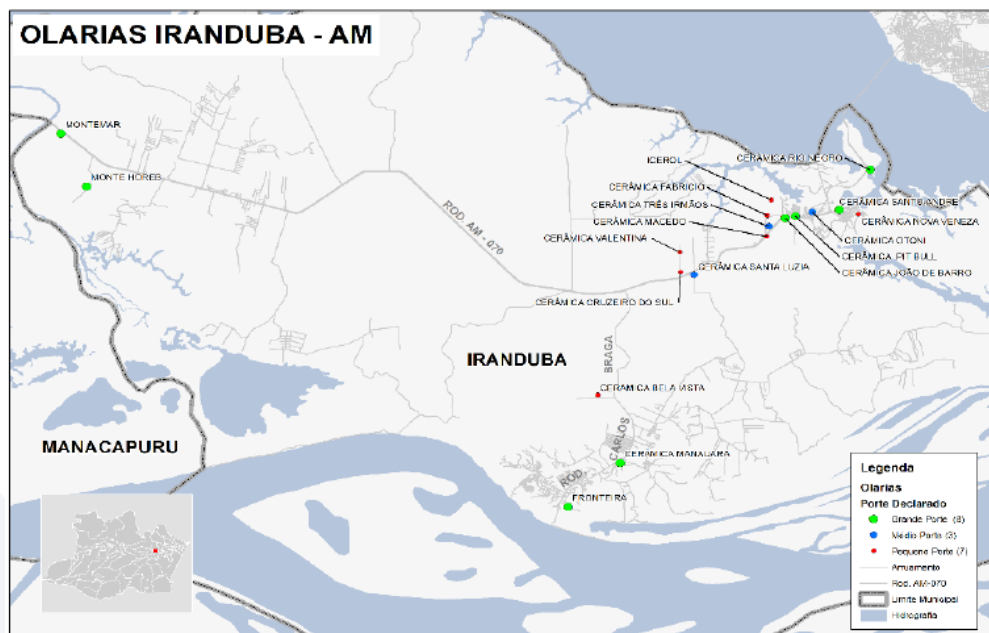 OLARIAS IRANDUBA - AM
MONTEMAR
MONTE HOREB
ICEROL
CERÂMICA RIO NEGRO
CERÂMICA FABRICIO
CERÂMICA TRÊS IRMÃOS
CERÂMICA MACEDO
CERÂMICA VALENTINA
CERÂMICA SANTO ANDRE
CERÂMICA NOVA VENEZA
CERÂMICA OTONI
CERÂMICA PIT BULL
CERÂMICA JOÃO DE BARRO
CERÂMICA SANTA LUZIA
CERÂMICA CRUZEIRO DO SUL
ROD. AM - 070
IRANDUBA
CERÂMICA BELA VISTA
ROD. CARLOS BRAGA
MANACAPURU
CERÂMICA MANAUARA
FRONTEIRA
Legenda
Olarias
Porte Declarado
Grande Porte (8)
Médio Porte (3)
Pequeno Porte (7)
Arruamento
Rod. AM-070
Limite Municipal
Hidrografia